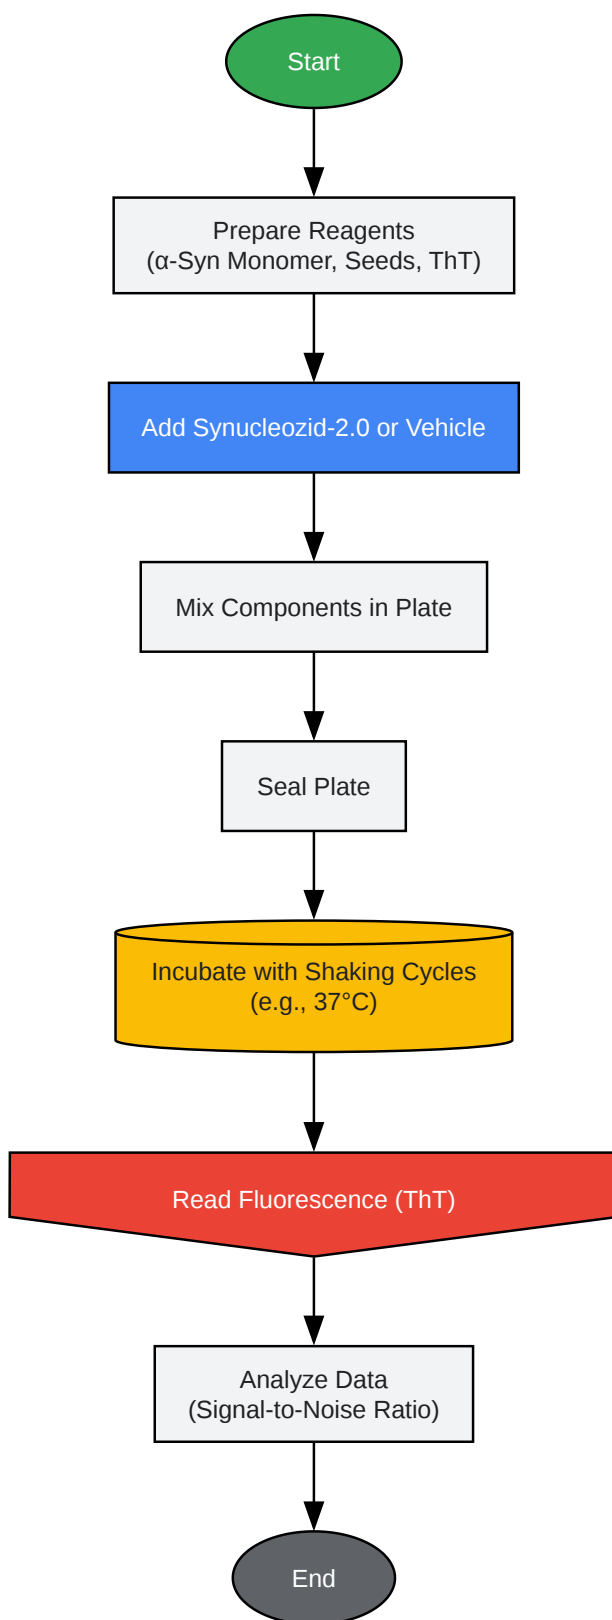 Start
Prepare Reagents
(α-Syn Monomer, Seeds, ThT)
Add Synucleozid-2.0 or Vehicle
Mix Components in Plate
Seal Plate
Incubate with Shaking Cycles
(e.g., 37°C)
Read Fluorescence (ThT)
Analyze Data
(Signal-to-Noise Ratio)
End